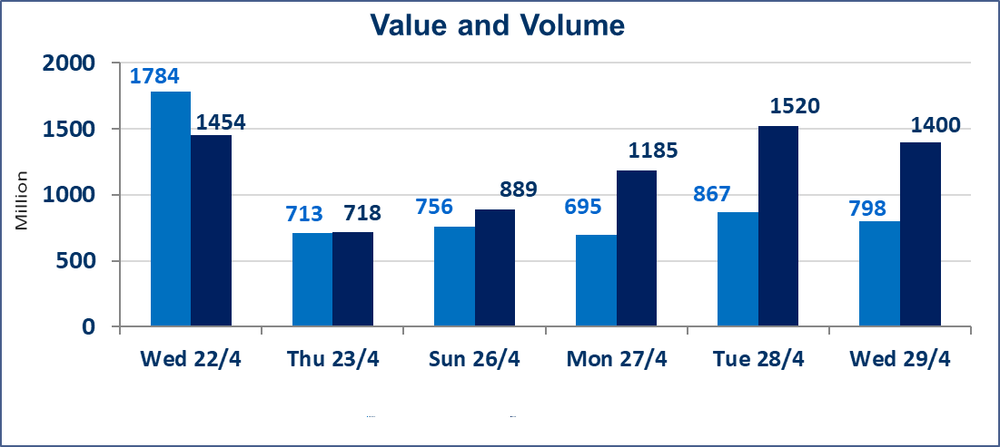 Value and Volume
2000
1500
1000
500
0
Million
1784
1454
713
718
756
889
695
1185
867
1520
798
1400
Wed 22/4
Thu 23/4
Sun 26/4
Mon 27/4
Tue 28/4
Wed 29/4